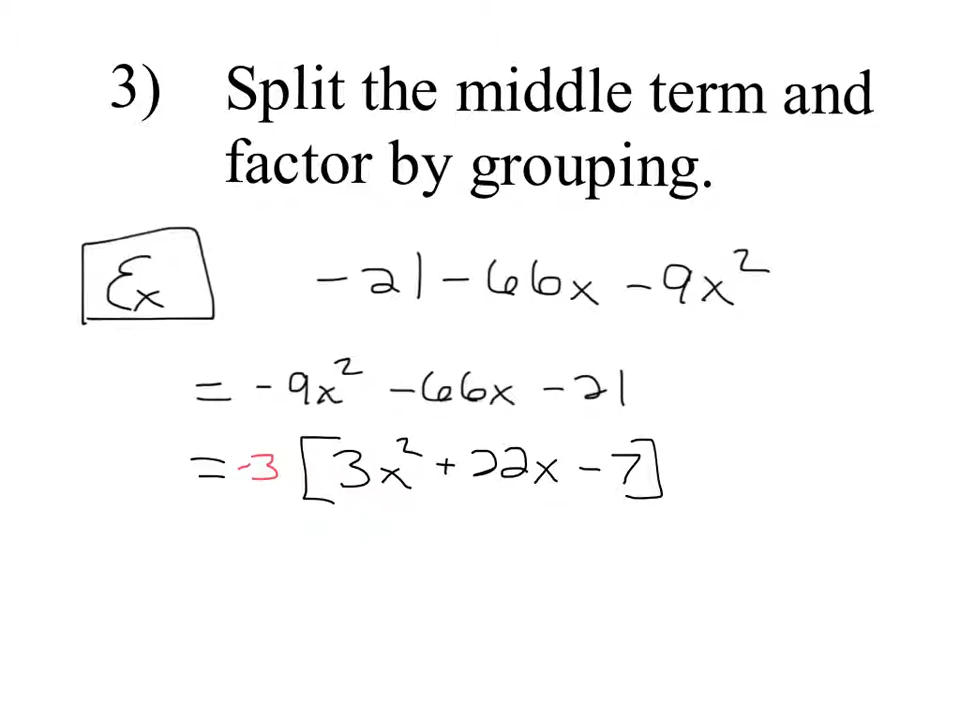 3) Split the middle term and
factor by grouping.
Ex -21 - 66x - 9x²
= -9x² - 66x - 21
= -3 [3x² + 22x - 7]